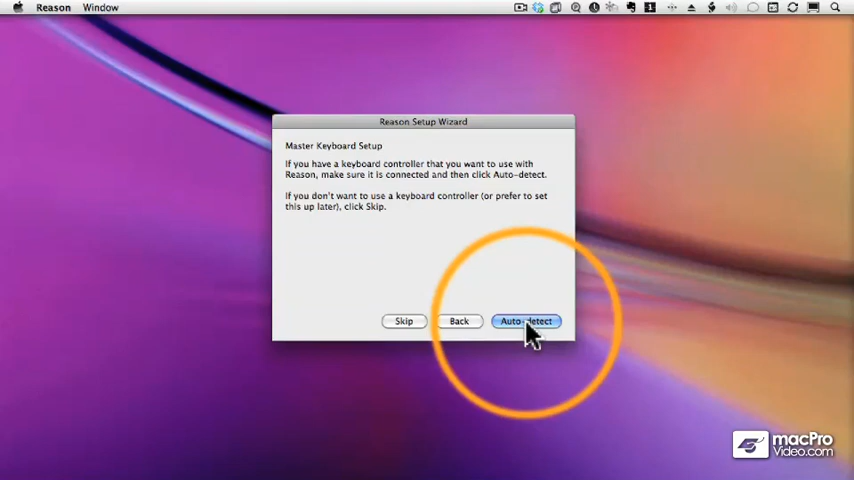 Reason Window
1
Reason Setup Wizard
Master Keyboard Setup
If you have a keyboard controller that you want to use with
Reason, make sure it is connected and then click Auto-detect.
If you don't want to use a keyboard controller (or prefer to set
this up later), click Skip.
Skip Back Auto-detect
macPro
Video.com